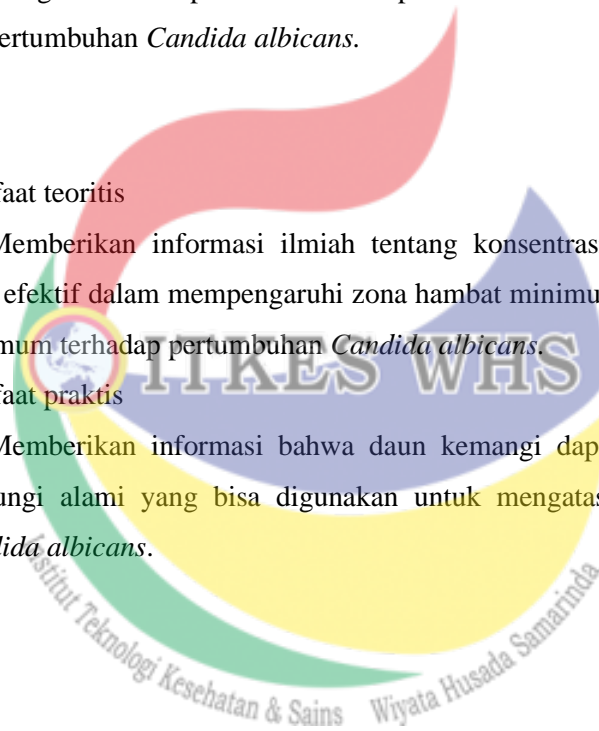 pertumbuhan Candida albicans.
faat teoritis
Memberikan informasi ilmiah tentang konsentras
efektif dalam mempengaruhi zona hambat minimu
mum terhadap pertumbuhan Candida albicans.
ITKES WHS
faat praktis
Memberikan informasi bahwa daun kemangi dap
ungi alami yang bisa digunakan untuk mengatas
dida albicans.
Institut Teknologi Kesehatan & Sains Wiyata Husada Samarinda